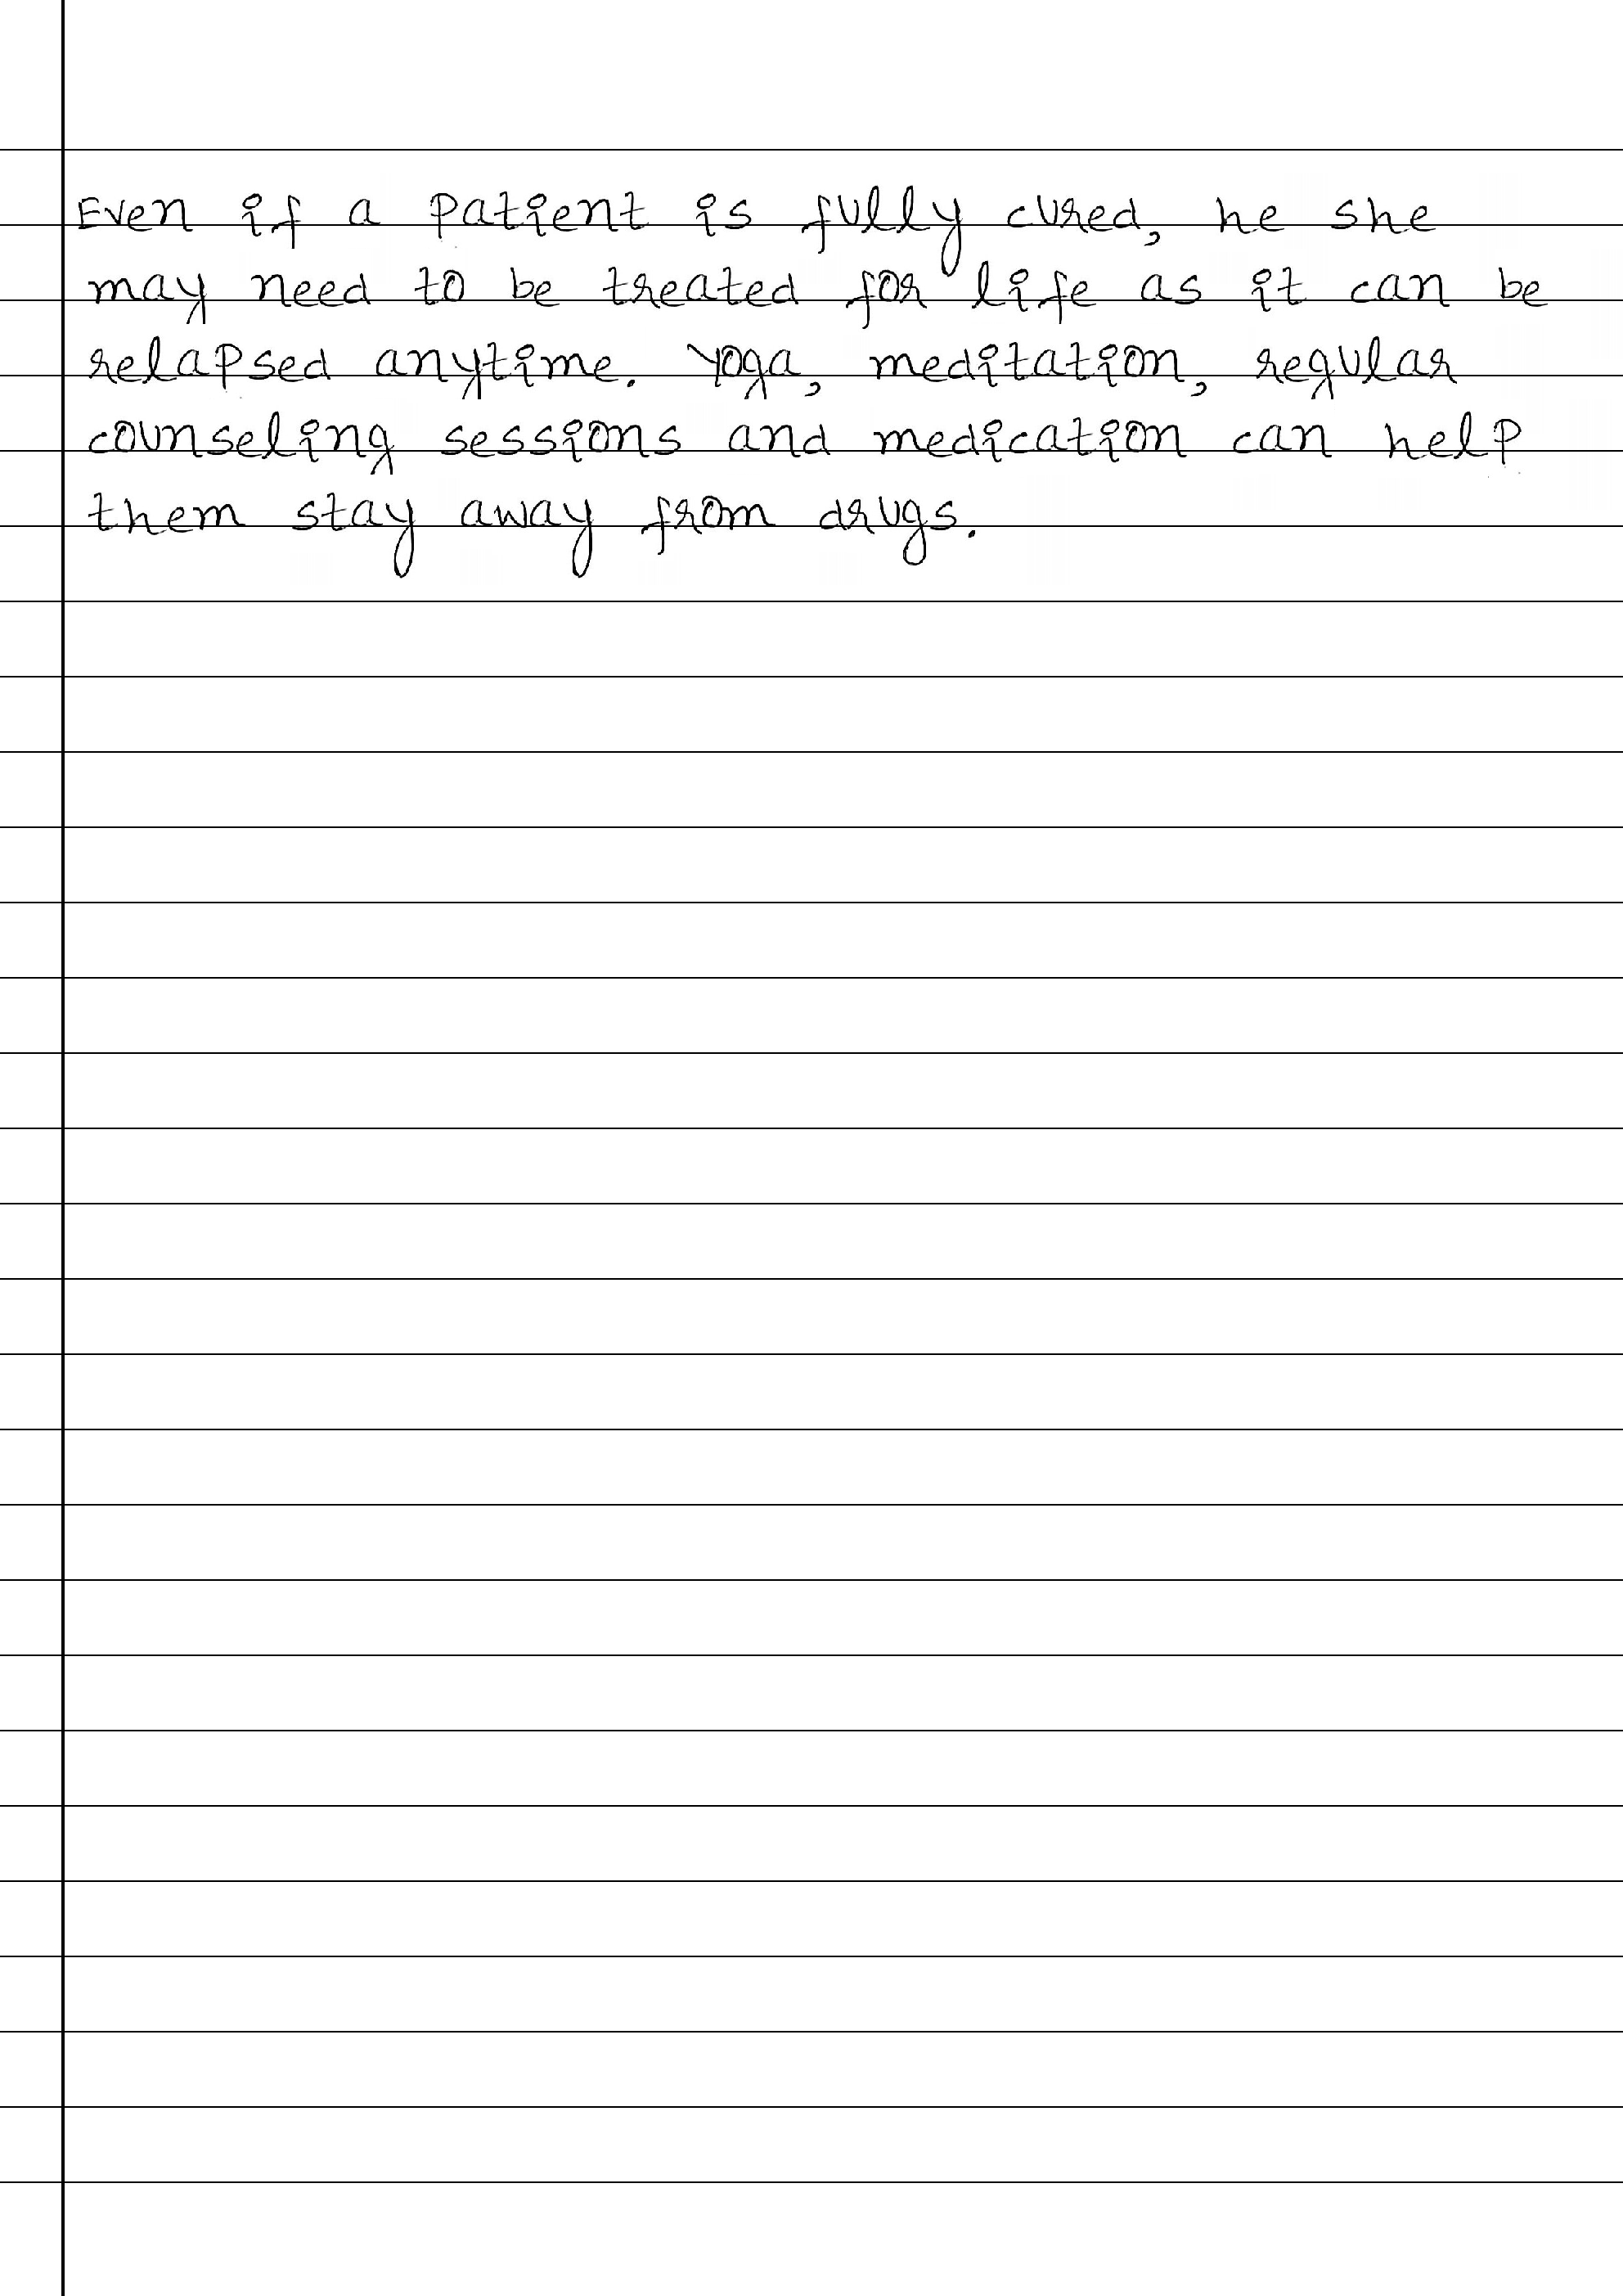 Even if a patient is fully cured, he she
may need to be treated for life as it can be
relapsed anytime. Yoga, meditation, regular
counseling sessions and medication can help
them stay away from drugs.